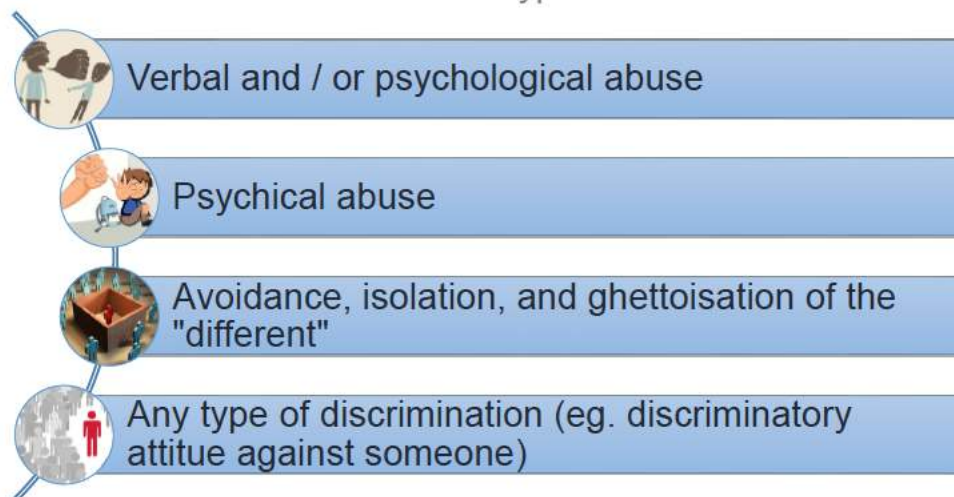 Verbal and / or psychological abuse
Psychical abuse
Avoidance, isolation, and ghettoisation of the
"different"
Any type of discrimination (eg. discriminatory
attitue against someone)